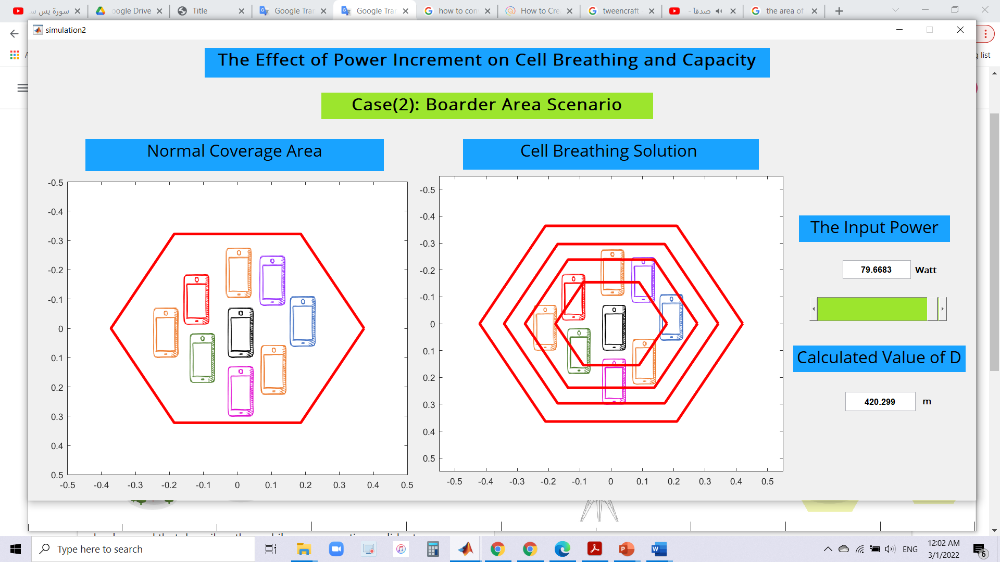 سورة يس س
oogle Drive
Title
Google Tra
Google Tra
how to con
How to Cre
tweencraft
صدقاً -
the area of
simulation2
g list
The Effect of Power Increment on Cell Breathing and Capacity
Case(2): Boarder Area Scenario
Normal Coverage Area
Cell Breathing Solution
-0.5
-0.4
-0.3
-0.2
-0.1
0
0.1
0.2
0.3
0.4
0.5
-0.5 -0.4 -0.3 -0.2 -0.1 0 0.1 0.2 0.3 0.4 0.5
-0.5
-0.4
-0.3
-0.2
-0.1
0
0.1
0.2
0.3
0.4
0.5
-0.5 -0.4 -0.3 -0.2 -0.1 0 0.1 0.2 0.3 0.4 0.5
The Input Power
79.6683 Watt
Calculated Value of D
420.299 m
Type here to search
ENG
12:02 AM
3/1/2022
6